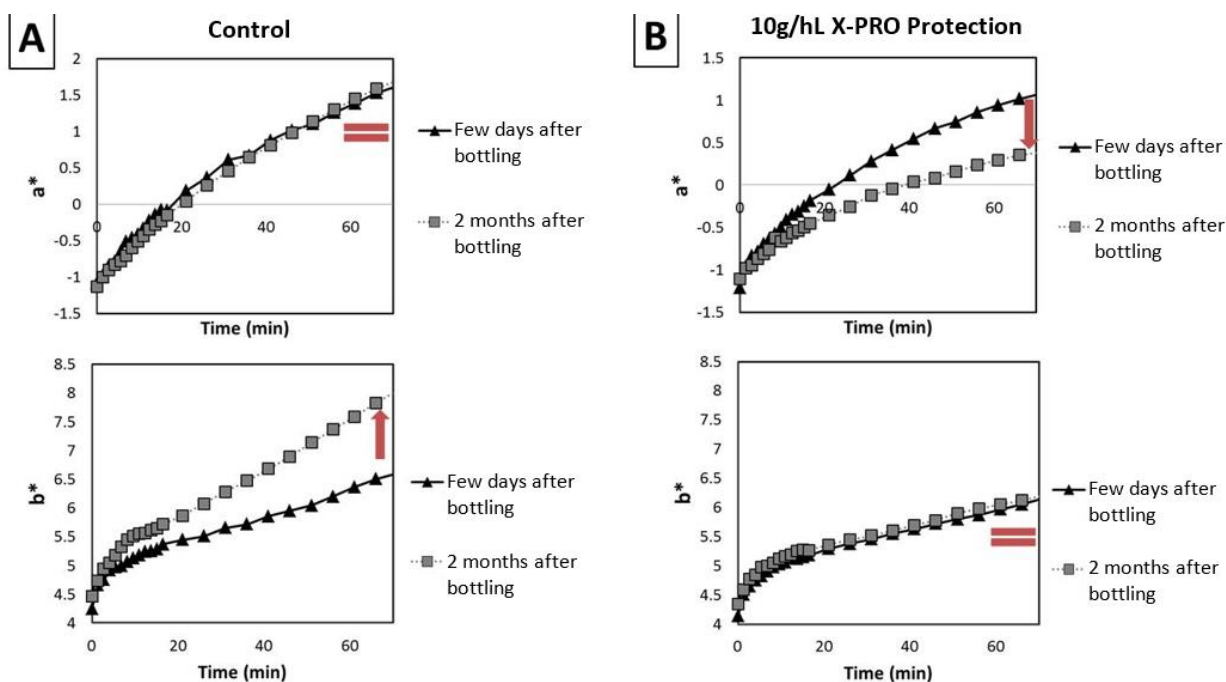 A
Control
2
1.5
1
0.5
0
-0.5
-1
-1.5
a*
0 20 40 60
Time (min)
Few days after
bottling
2 months after
bottling
8.5
8
7.5
7
6.5
6
5.5
5
4.5
4
b*
0 20 40 60
Time (min)
Few days after
bottling
2 months after
bottling
B
10g/hL X-PRO Protection
1.5
1
0.5
0
-0.5
-1
-1.5
a*
0 20 40 60
Time (min)
Few days after
bottling
2 months after
bottling
8.5
8
7.5
7
6.5
6
5.5
5
4.5
4
b*
0 20 40 60
Time (min)
Few days after
bottling
2 months after
bottling